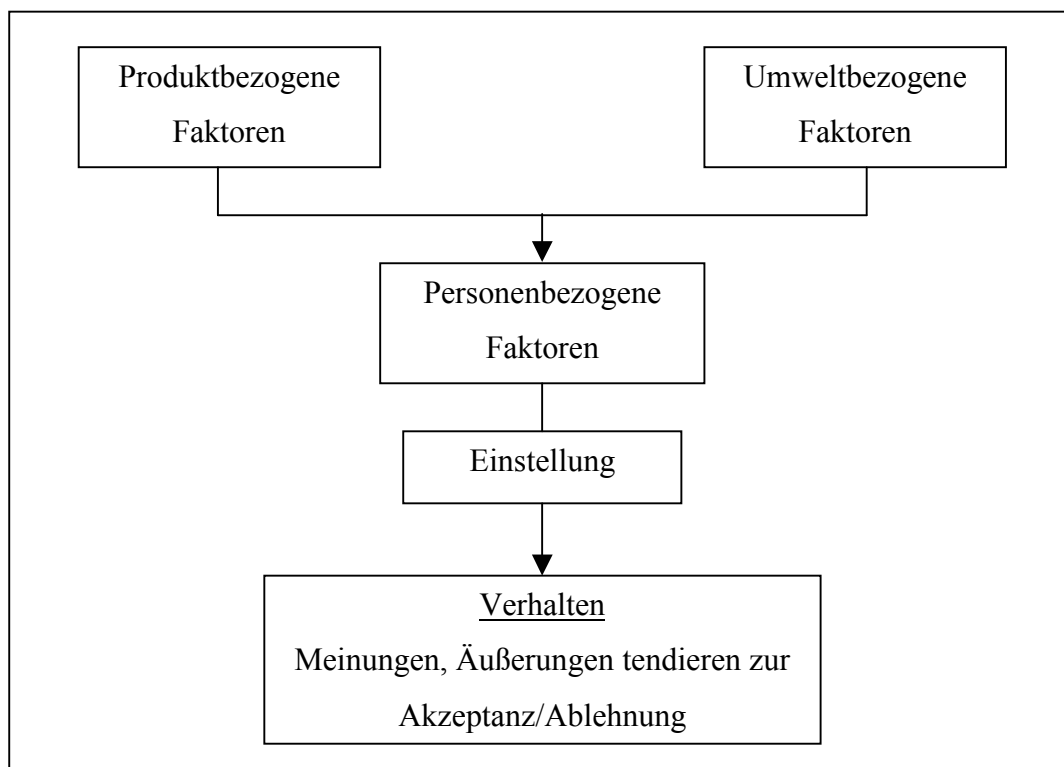 Produktbezogene
Faktoren
Umweltbezogene
Faktoren
Personenbezogene
Faktoren
Einstellung
Verhalten
Meinungen, Äußerungen tendieren zur
Akzeptanz/Ablehnung